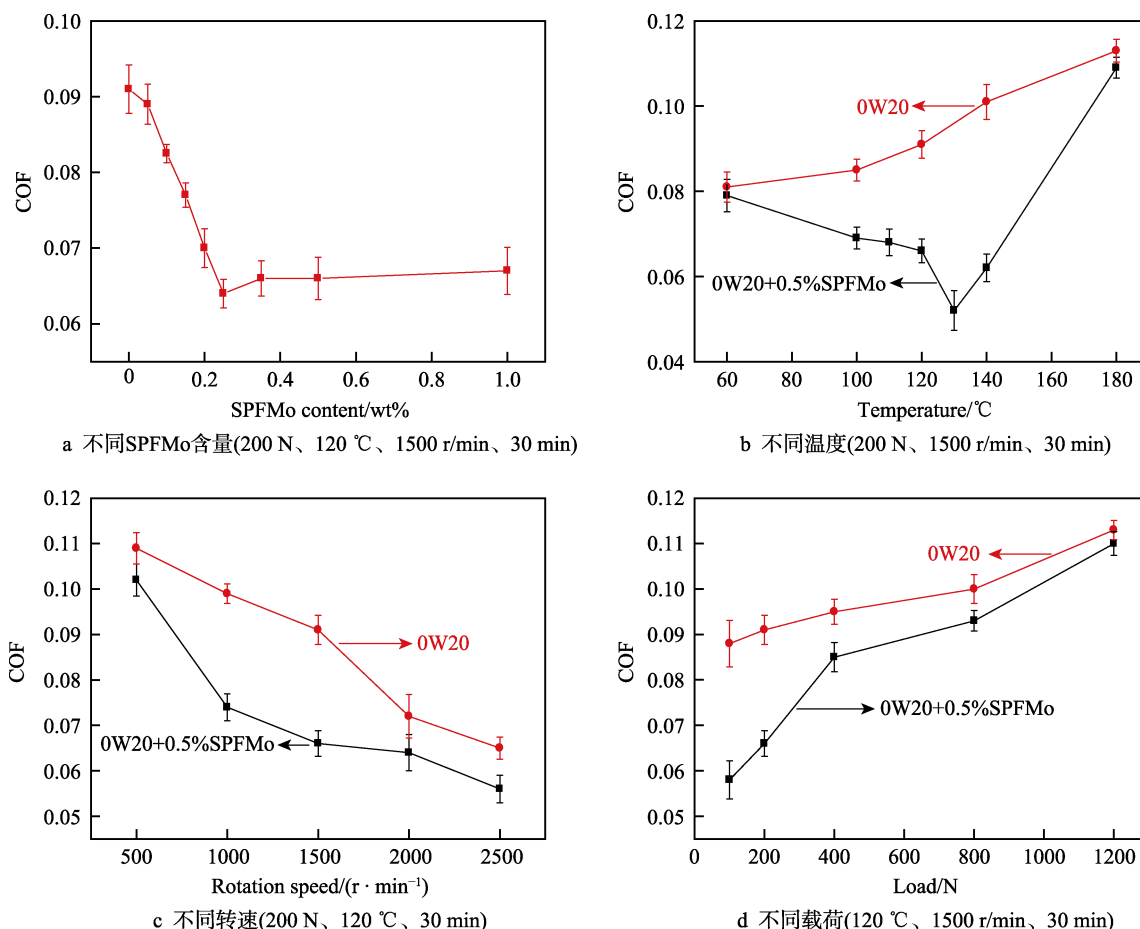 0.10
0.09
0.08
0.07
0.06
COF
0 0.2 0.4 0.6 0.8 1.0
SPFMo content/wt%
a 不同SPFMo含量(200 N、120 ℃、1500 r/min、30 min)
0.12
0.10
0.08
0.06
0.04
COF
0W20
0W20+0.5%SPFMo
60 80 100 120 140 160 180
Temperature/℃
b 不同温度(200 N、1500 r/min、30 min)
0.12
0.11
0.10
0.09
0.08
0.07
0.06
0.05
COF
0W20
0W20+0.5%SPFMo
500 1000 1500 2000 2500
Rotation speed/(r · min⁻¹)
c 不同转速(200 N、120 ℃、30 min)
0.12
0.11
0.10
0.09
0.08
0.07
0.06
0.05
COF
0W20
0W20+0.5%SPFMo
0 200 400 600 800 1000 1200
Load/N
d 不同载荷(120 ℃、1500 r/min、30 min)